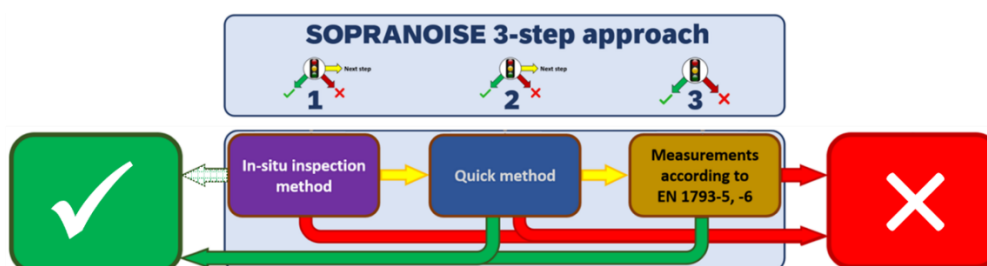 SOPRANOISE 3-step approach
Next step
Next step
1
2
3
In-situ inspection
method
Quick method
Measurements
according to
EN 1793-5, -6